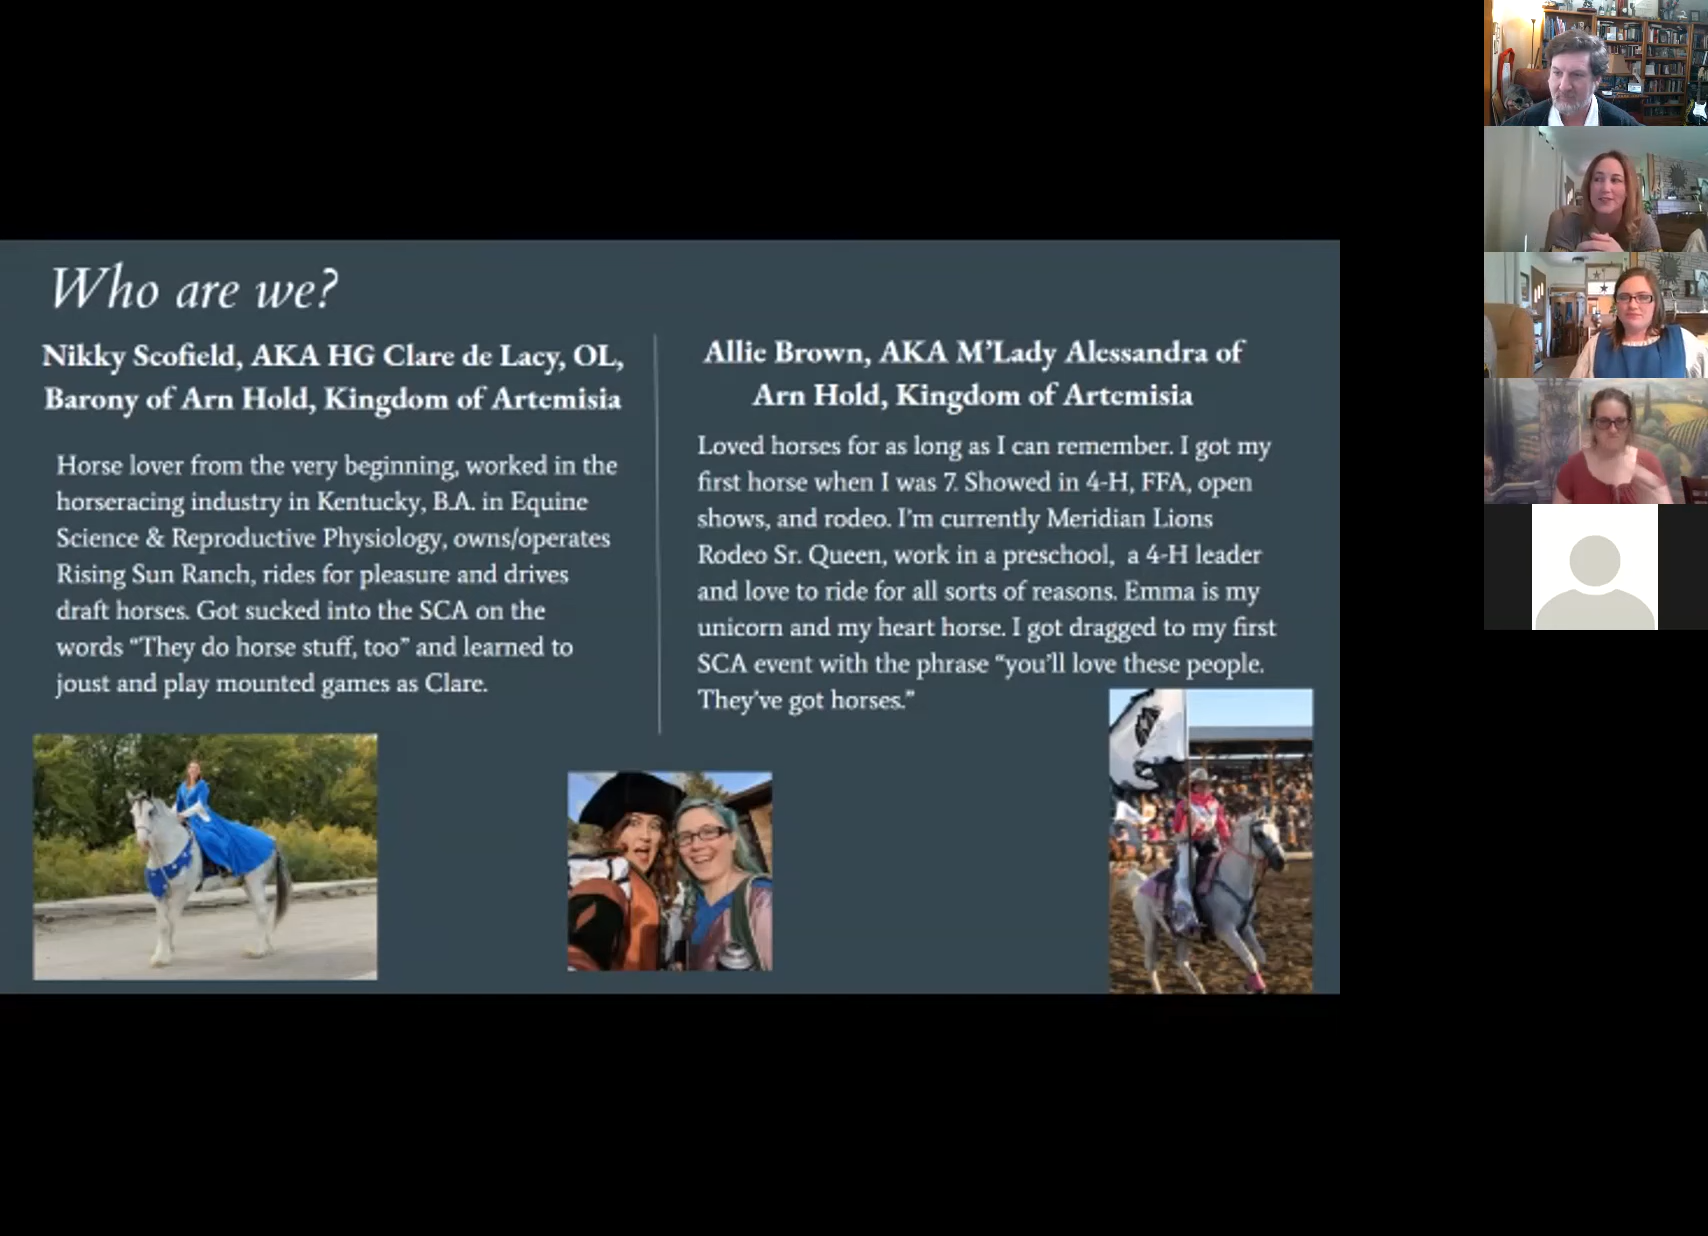 Who are we?
Nikky Scofield, AKA HG Clare de Lacy, OL,
Barony of Arn Hold, Kingdom of Artemisia
Horse lover from the very beginning, worked in the
horseracing industry in Kentucky, B.A. in Equine
Science & Reproductive Physiology, owns/operates
Rising Sun Ranch, rides for pleasure and drives
draft horses. Got sucked into the SCA on the
words “They do horse stuff, too” and learned to
joust and play mounted games as Clare.
Allie Brown, AKA M’Lady Alessandra of
Arn Hold, Kingdom of Artemisia
Loved horses for as long as I can remember. I got my
first horse when I was 7. Showed in 4-H, FFA, open
shows, and rodeo. I’m currently Meridian Lions
Rodeo Sr. Queen, work in a preschool, a 4-H leader
and love to ride for all sorts of reasons. Emma is my
unicorn and my heart horse. I got dragged to my first
SCA event with the phrase “you’ll love these people.
They’ve got horses.”